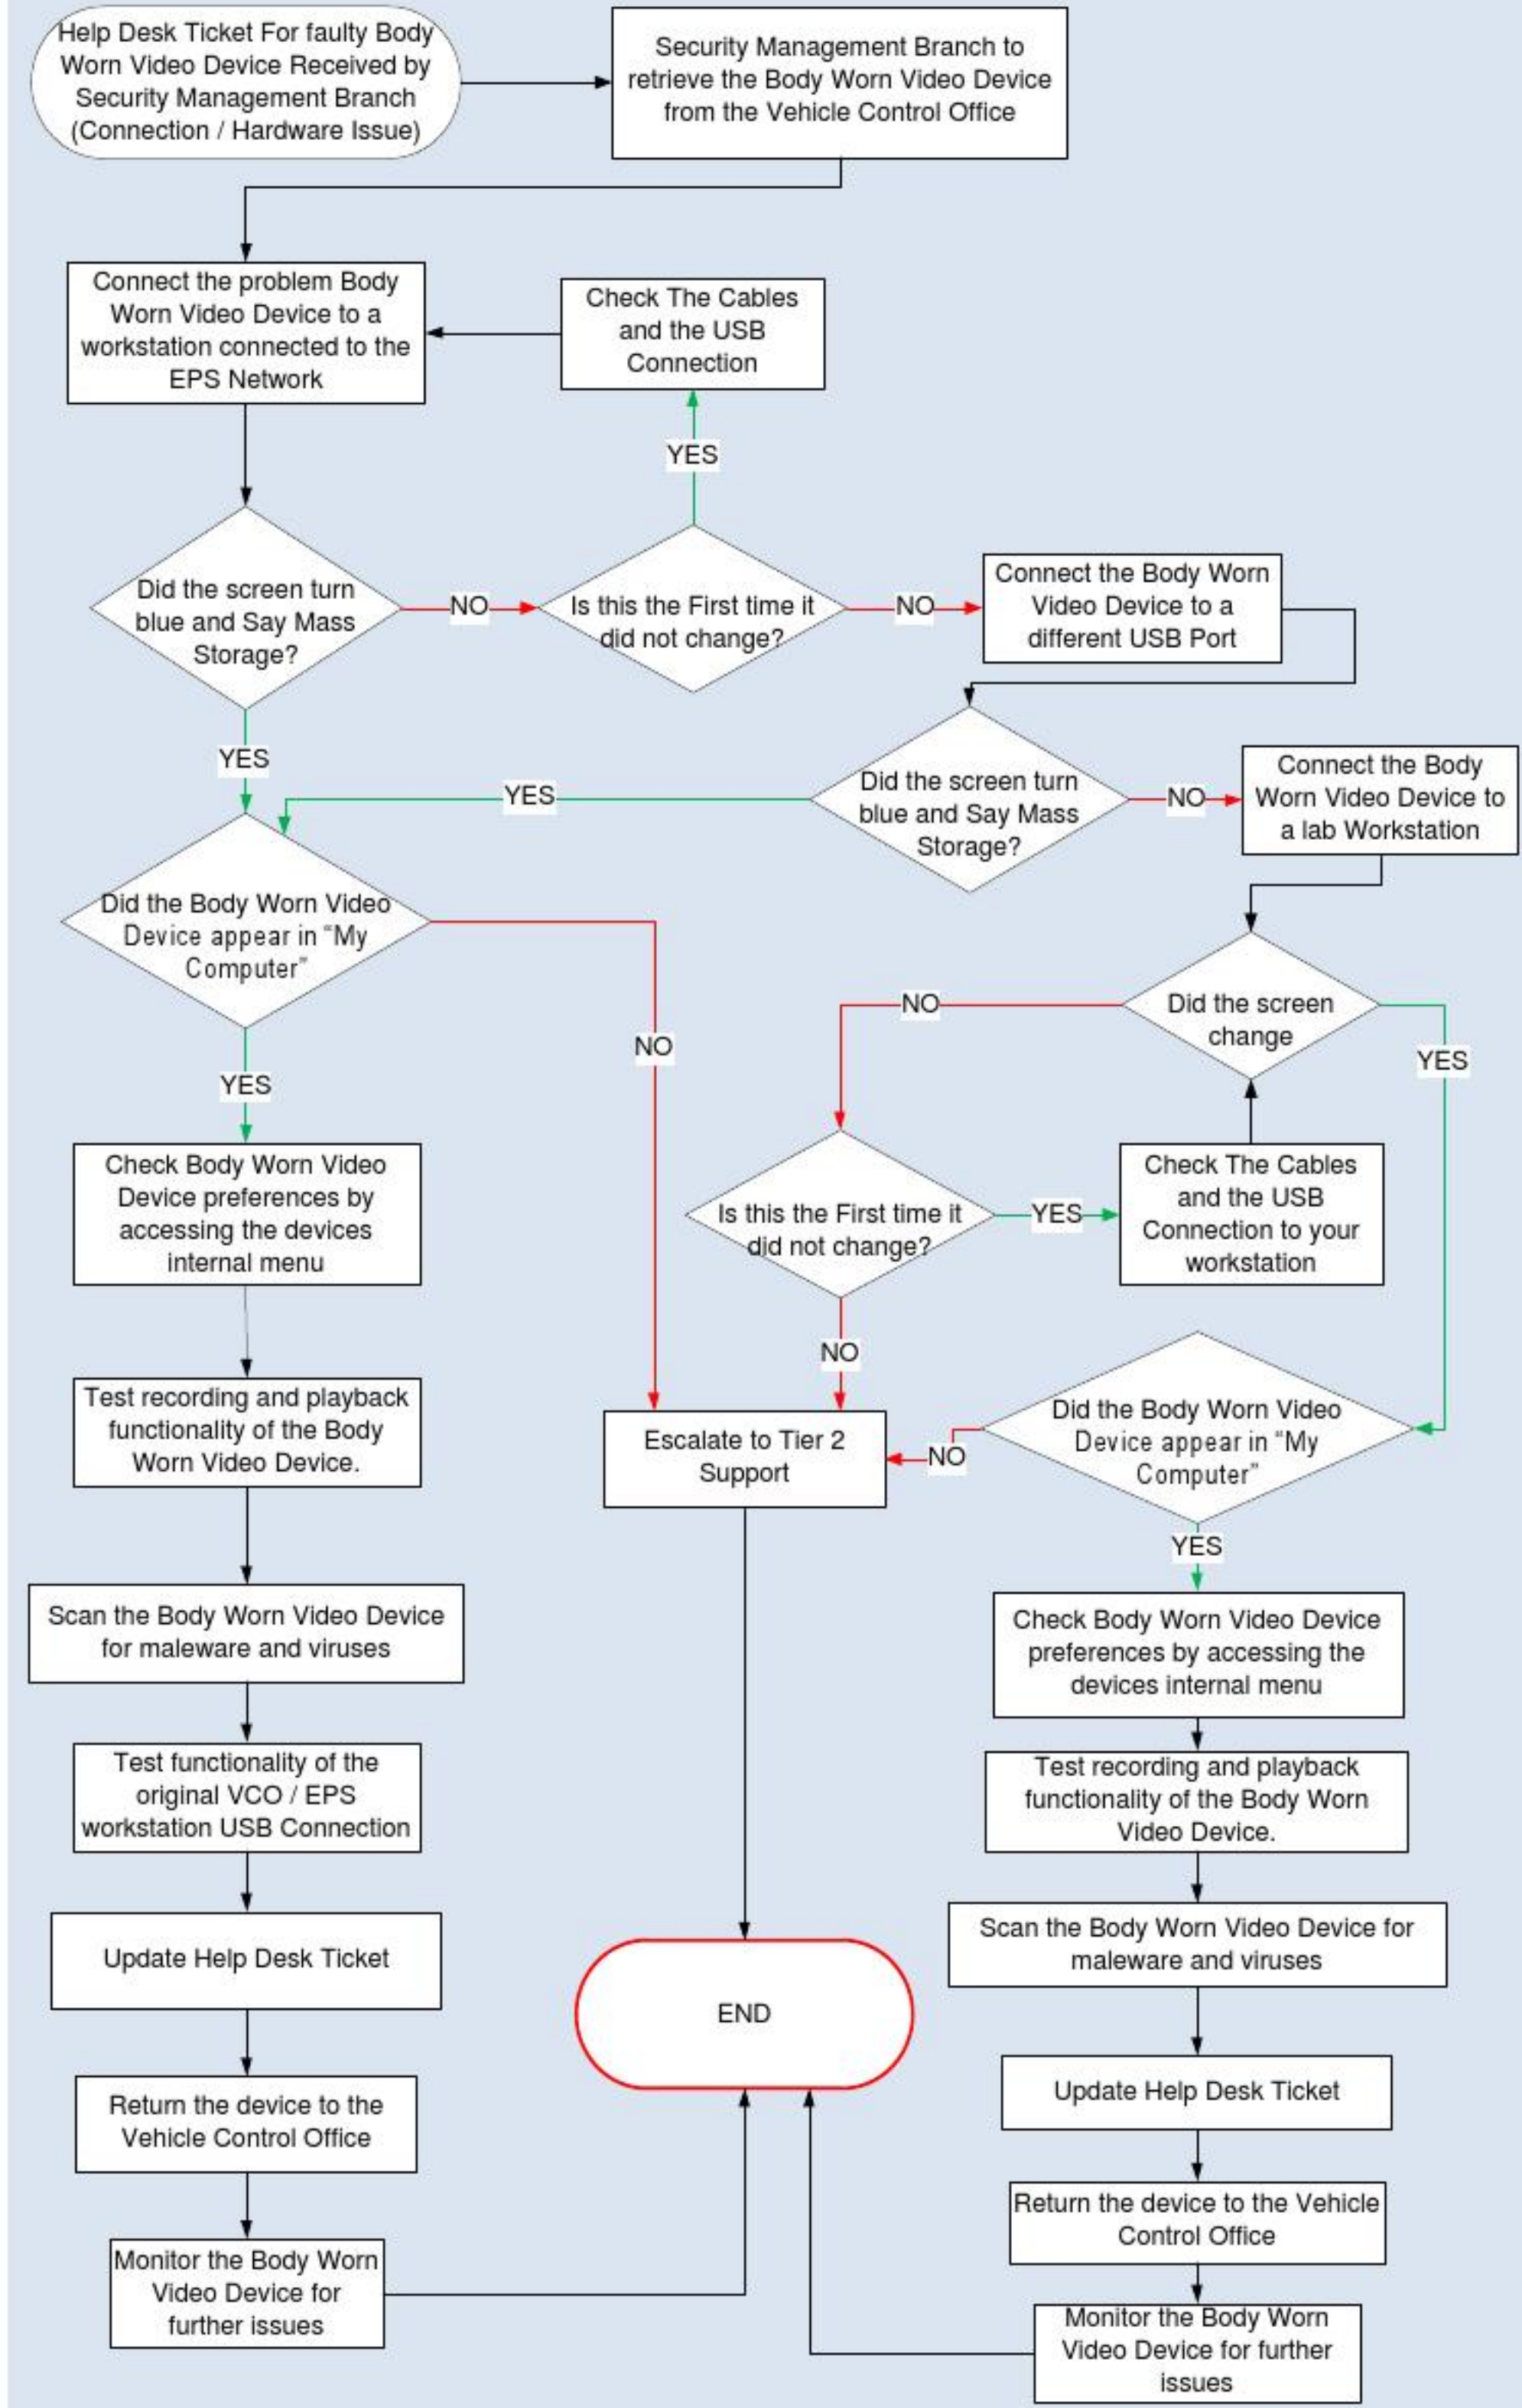 Help Desk Ticket For faulty Body
Worn Video Device Received by
Security Management Branch
(Connection / Hardware Issue)
Security Management Branch to
retrieve the Body Worn Video Device
from the Vehicle Control Office
Connect the problem Body
Worn Video Device to a
workstation connected to the
EPS Network
Check The Cables
and the USB
Connection
YES
Did the screen turn
blue and Say Mass
Storage?
NO
Is this the First time it
did not change?
NO
Connect the Body Worn
Video Device to a
different USB Port
YES
YES
Did the screen turn
blue and Say Mass
Storage?
NO
Connect the Body
Worn Video Device to
a lab Workstation
Did the Body Worn Video
Device appear in “My
Computer”
NO
NO
Did the screen
change
YES
YES
Check Body Worn Video
Device preferences by
accessing the devices
internal menu
Is this the First time it
did not change?
YES
Check The Cables
and the USB
Connection to your
workstation
NO
Test recording and playback
functionality of the Body
Worn Video Device.
Escalate to Tier 2
Support
NO
Did the Body Worn Video
Device appear in “My
Computer”
YES
Scan the Body Worn Video Device
for maleware and viruses
Check Body Worn Video Device
preferences by accessing the
devices internal menu
Test functionality of the
original VCO / EPS
workstation USB Connection
Test recording and playback
functionality of the Body Worn
Video Device.
Update Help Desk Ticket
Scan the Body Worn Video Device for
maleware and viruses
END
Return the device to the
Vehicle Control Office
Update Help Desk Ticket
Return the device to the Vehicle
Control Office
Monitor the Body Worn
Video Device for
further issues
Monitor the Body Worn
Video Device for further
issues